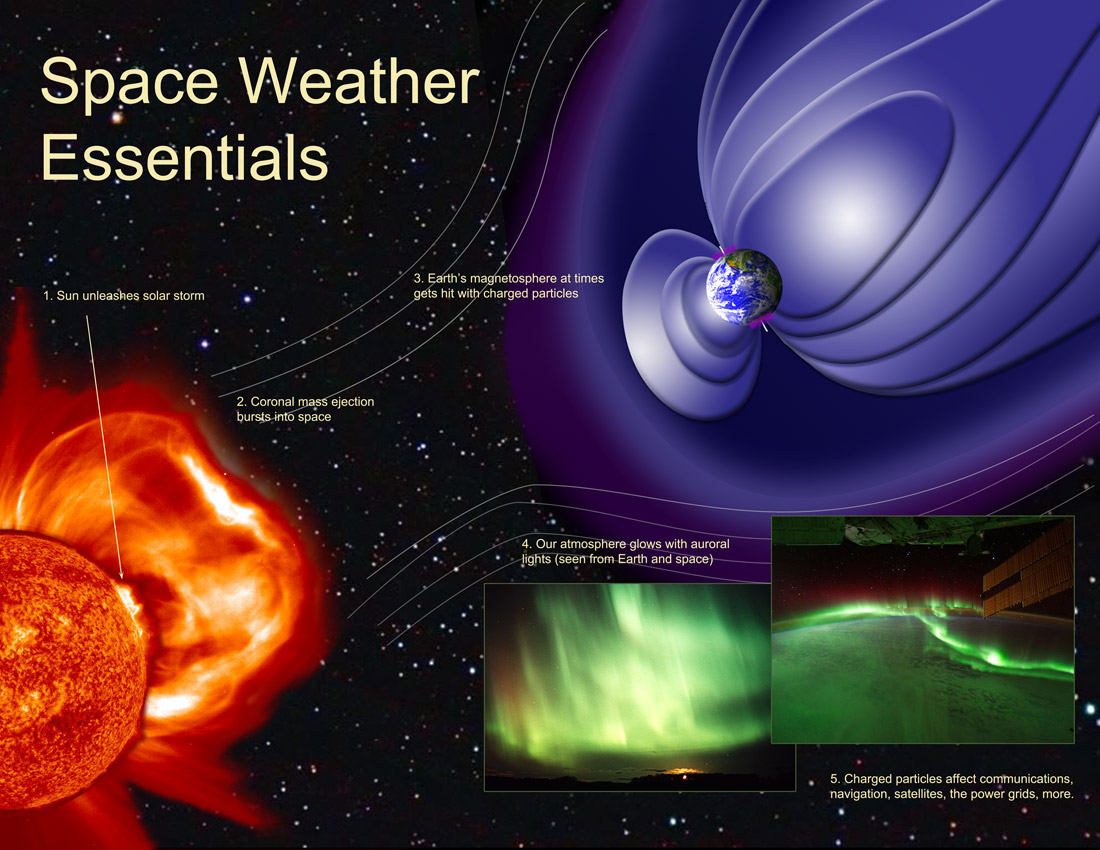 Space Weather
Essentials
1. Sun unleashes solar storm
2. Coronal mass ejection
bursts into space
3. Earth's magnetosphere at times
gets hit with charged particles
4. Our atmosphere glows with auroral
lights (seen from Earth and space)
5. Charged particles affect communications,
navigation, satellites, the power grids, more.